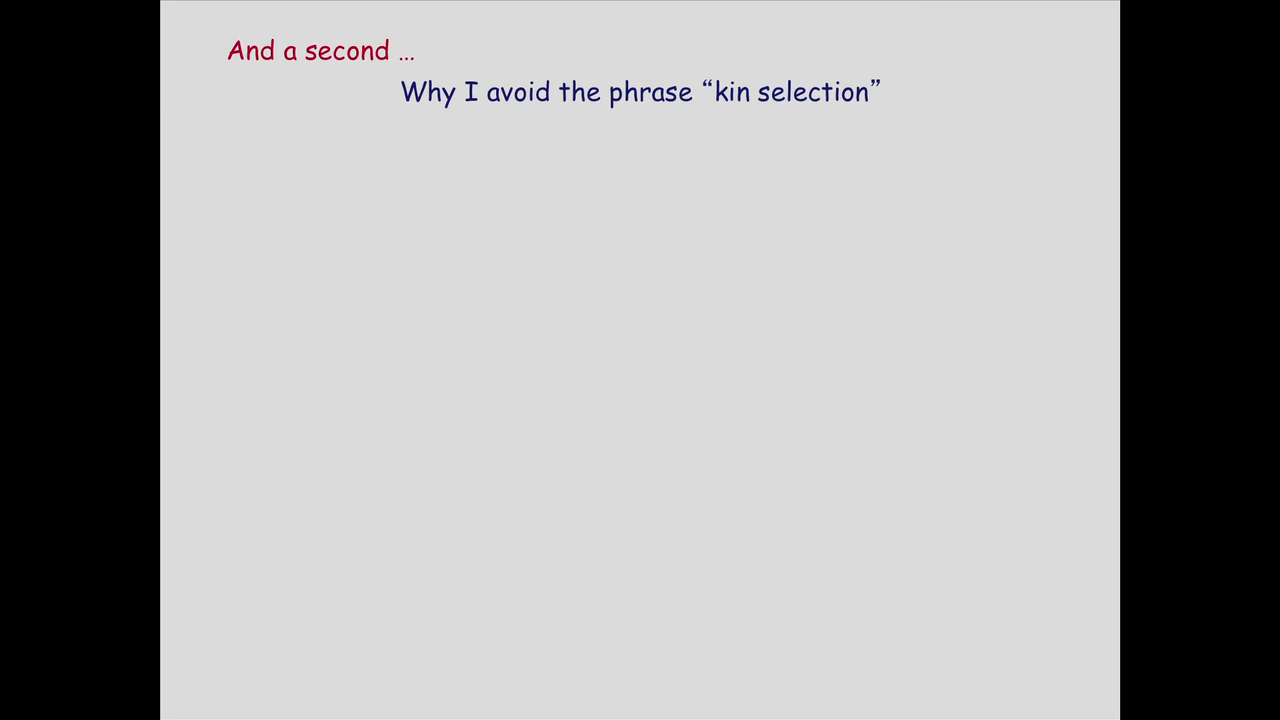 And a second …
Why I avoid the phrase “kin selection”